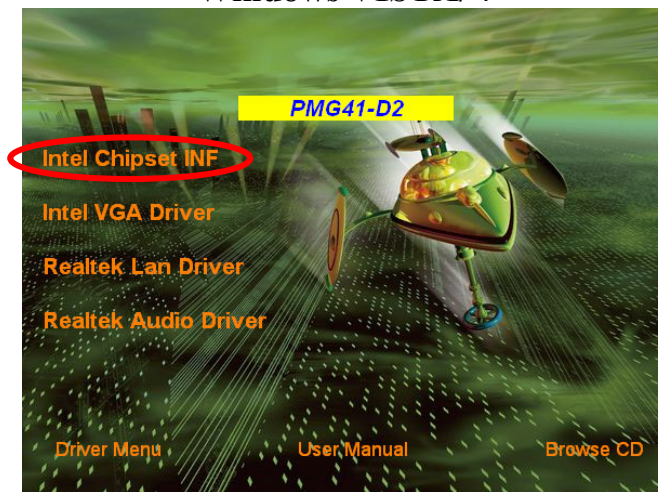 PMG41-D2
Intel Chipset INF
Intel VGA Driver
Realtek Lan Driver
Realtek Audio Driver
Driver Menu
User Manual
Browse CD